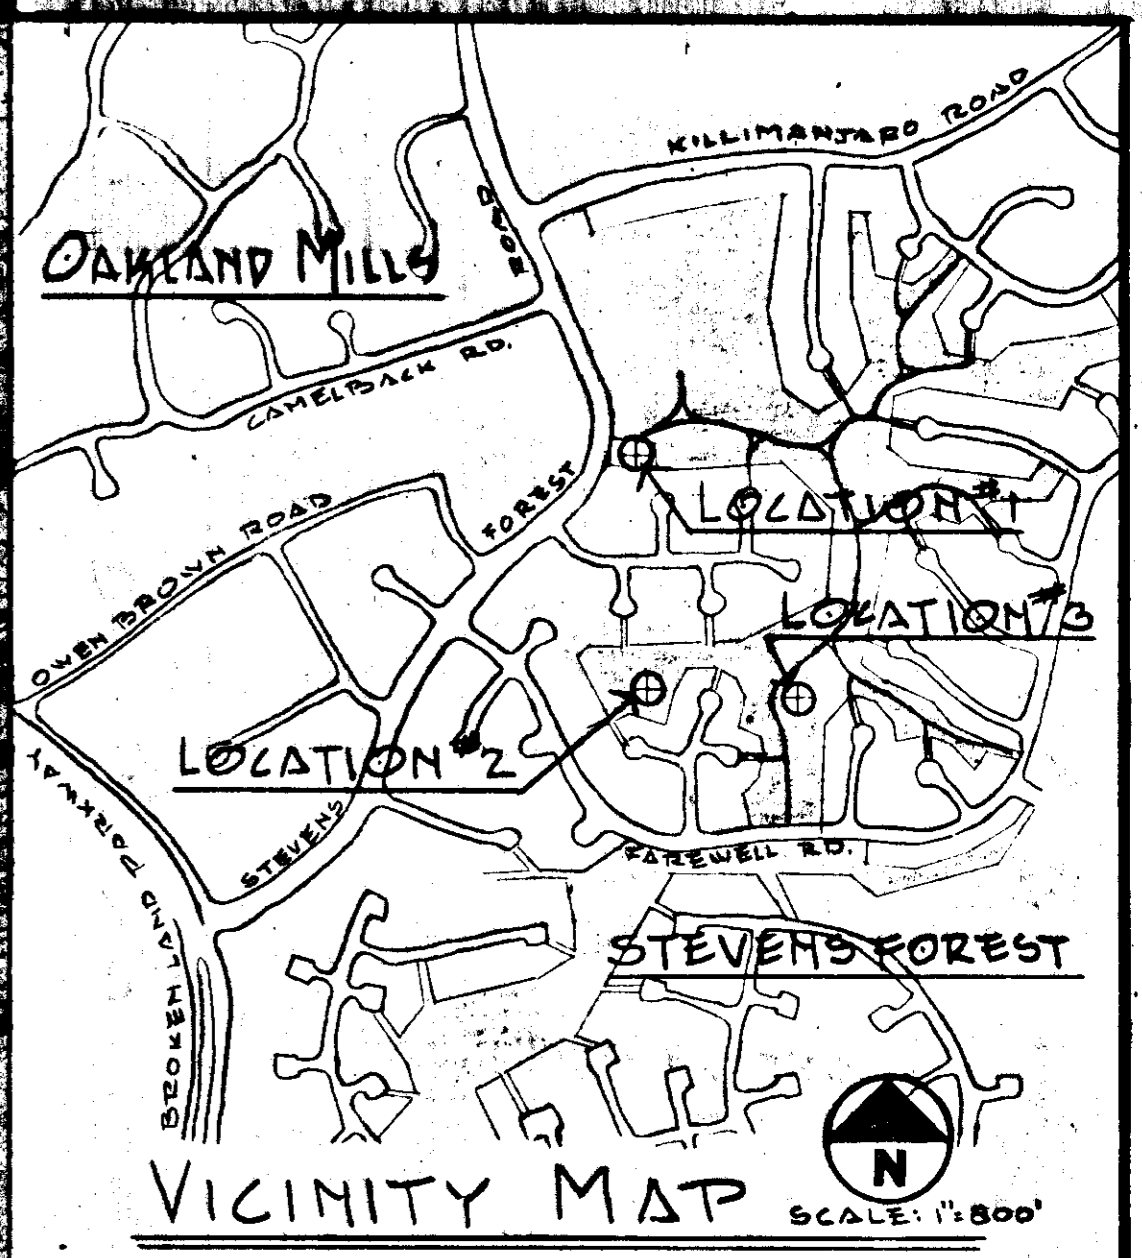 KILLIMANJARO ROAD
ROAD
OAKLAND MILLS
CAMELBACK RD.
FOREST
LOCATION #1
OWEN BROWN ROAD
LOCATION #3
LOCATION #2
STEVENS
FAREWELL RD.
BROKEN LAND PARKWAY
STEVENS FOREST
N
VICINITY MAP
SCALE: 1"=800'